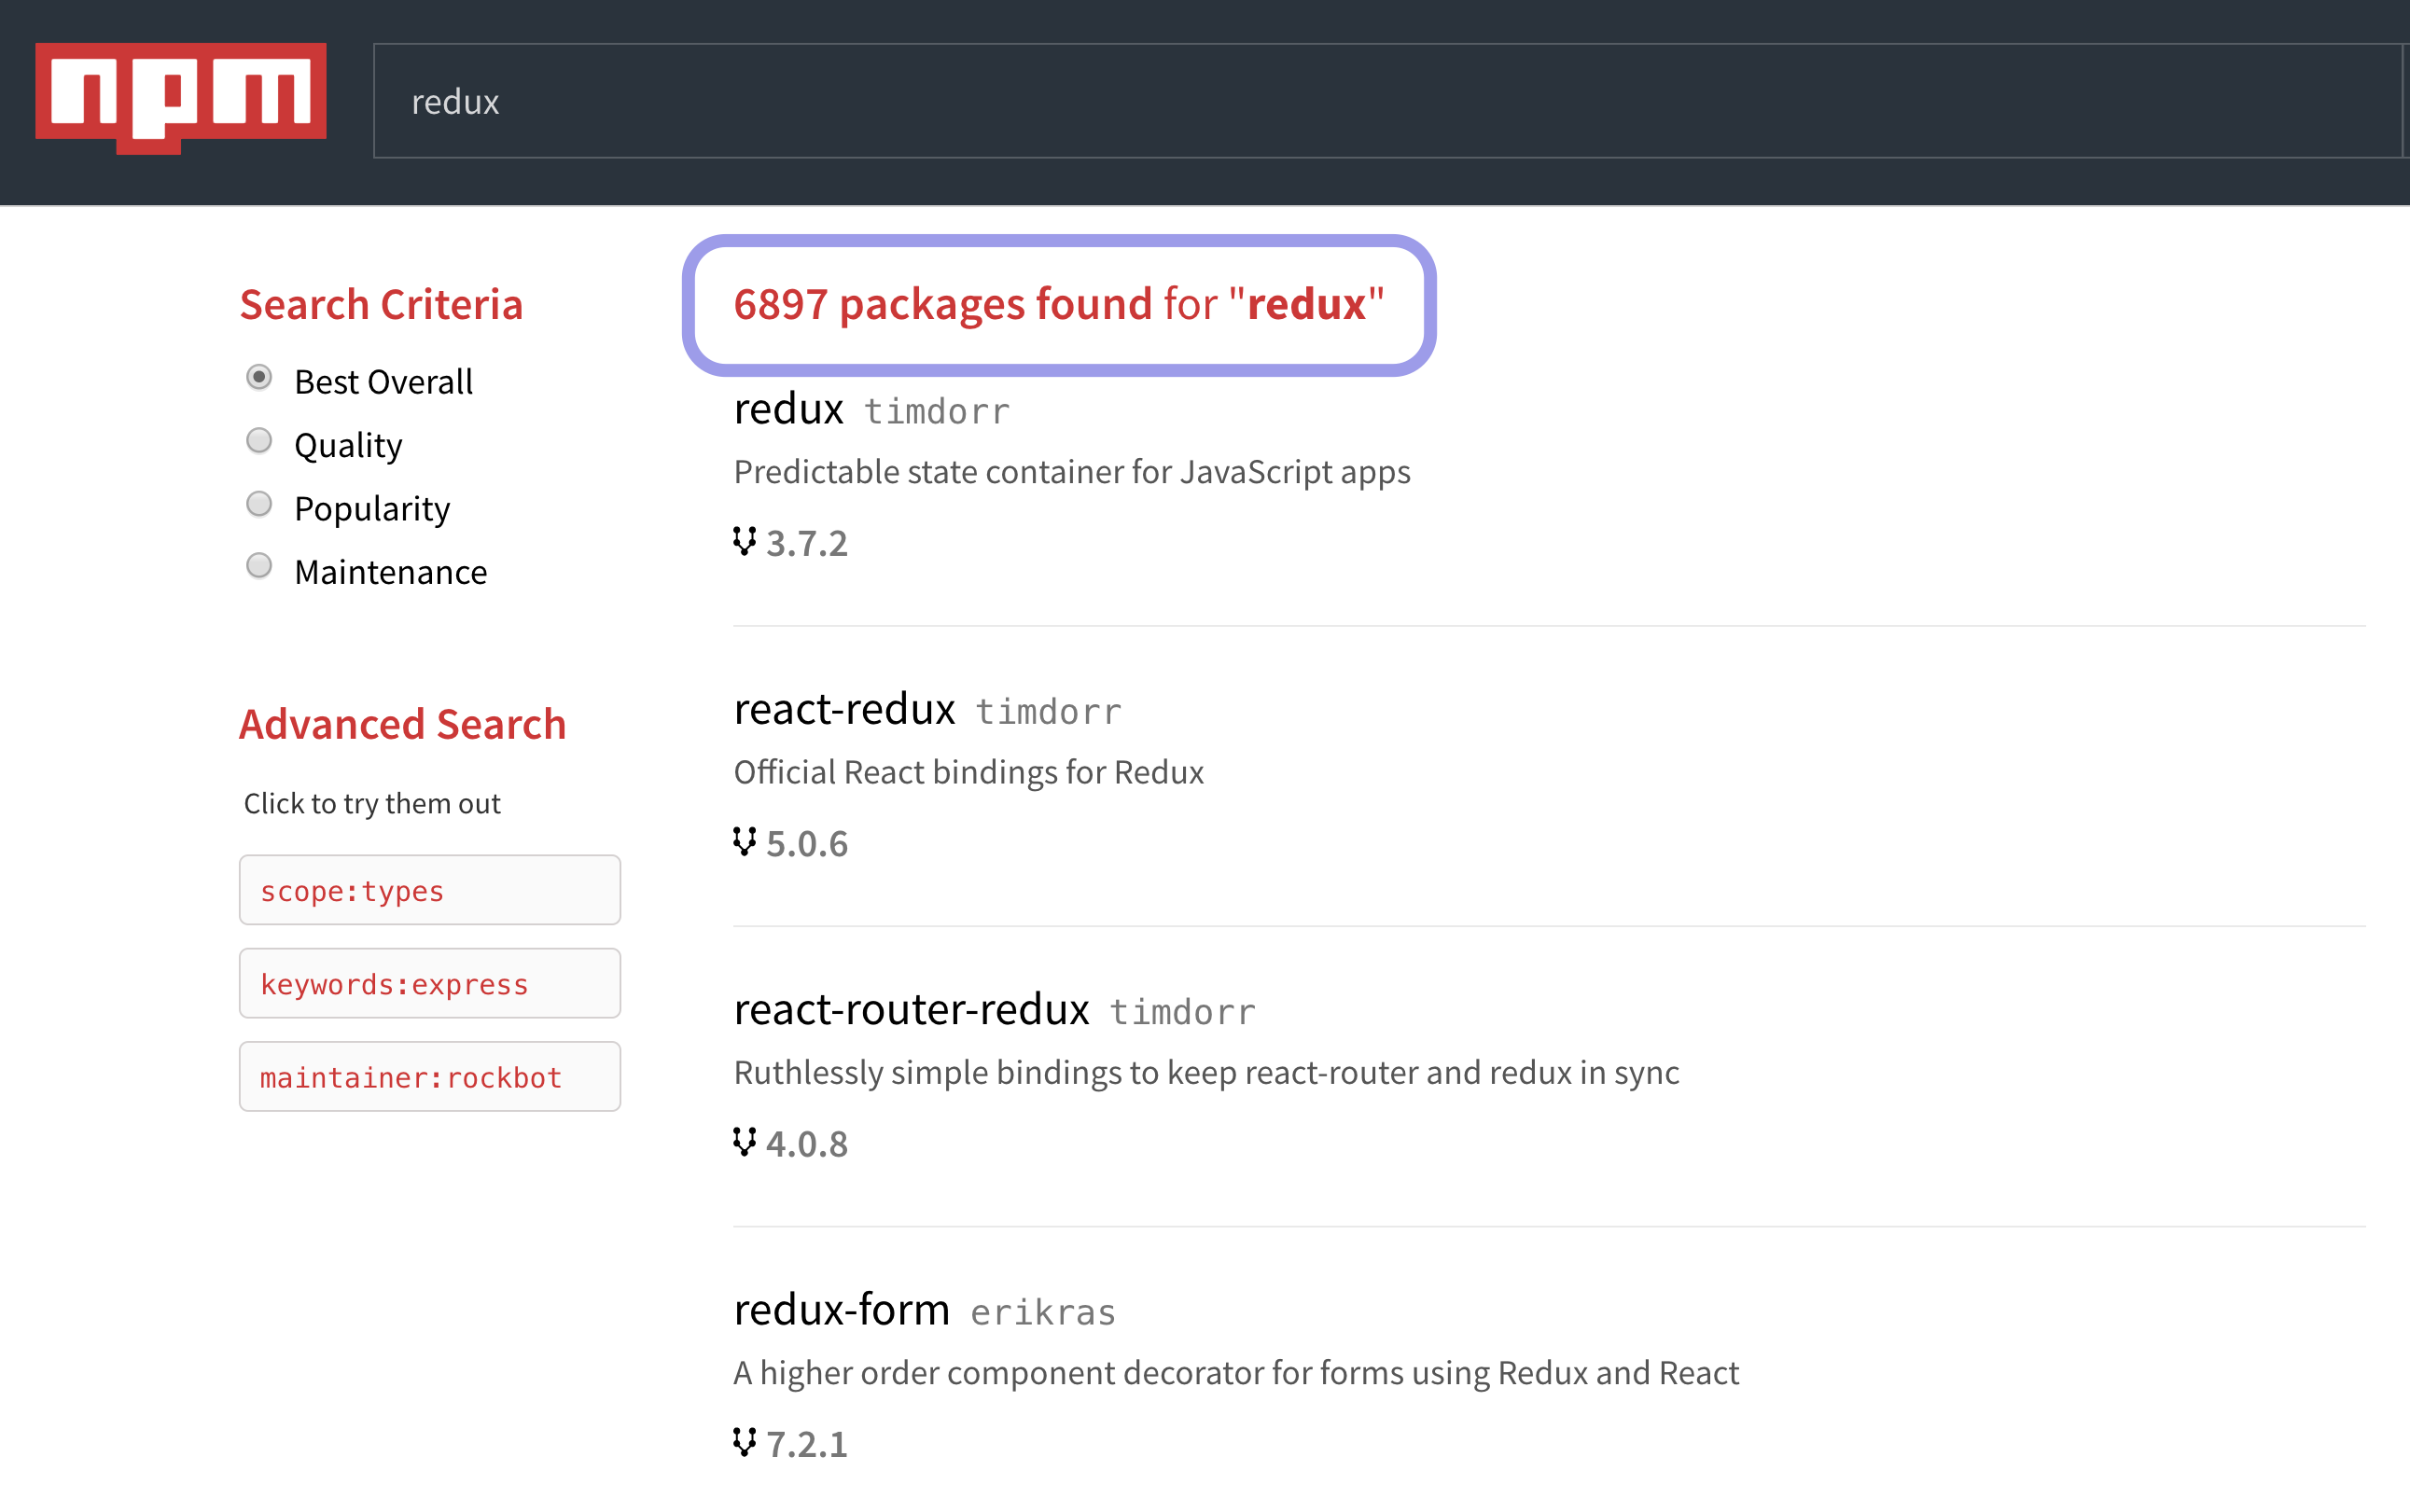 npm
redux
Search Criteria
Best Overall
Quality
Popularity
Maintenance
Advanced Search
Click to try them out
scope:types
keywords:express
maintainer:rockbot
6897 packages found for "redux"
redux timdorr
Predictable state container for JavaScript apps
3.7.2
react-redux timdorr
Official React bindings for Redux
5.0.6
react-router-redux timdorr
Ruthlessly simple bindings to keep react-router and redux in sync
4.0.8
redux-form erikras
A higher order component decorator for forms using Redux and React
7.2.1